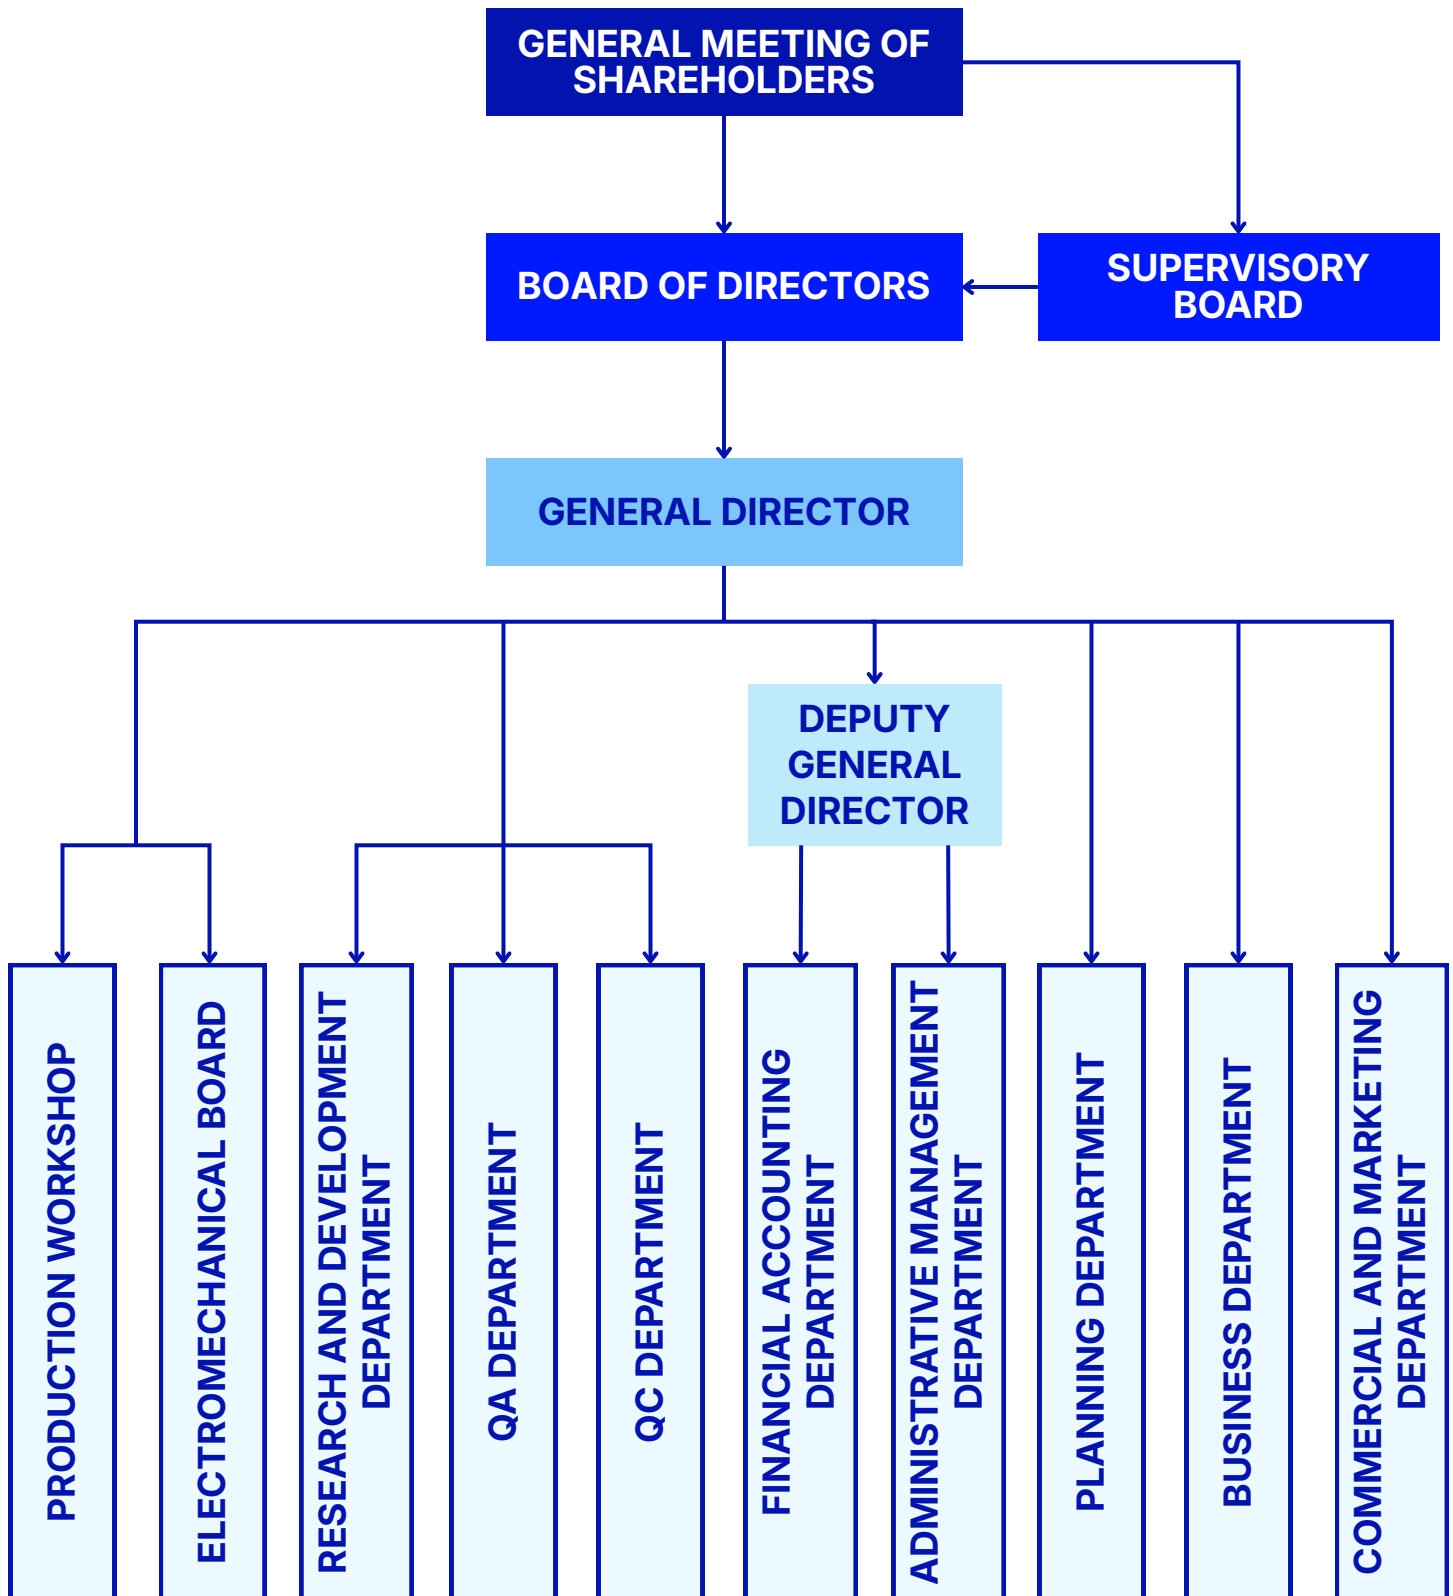 GENERAL MEETING OF
SHAREHOLDERS
BOARD OF DIRECTORS
SUPERVISORY
BOARD
GENERAL DIRECTOR
DEPUTY
GENERAL
DIRECTOR
PRODUCTION WORKSHOP
ELECTROMECHANICAL BOARD
RESEARCH AND DEVELOPMENT
DEPARTMENT
QA DEPARTMENT
QC DEPARTMENT
FINANCIAL ACCOUNTING
DEPARTMENT
ADMINISTRATIVE MANAGEMENT
DEPARTMENT
PLANNING DEPARTMENT
BUSINESS DEPARTMENT
COMMERCIAL AND MARKETING
DEPARTMENT